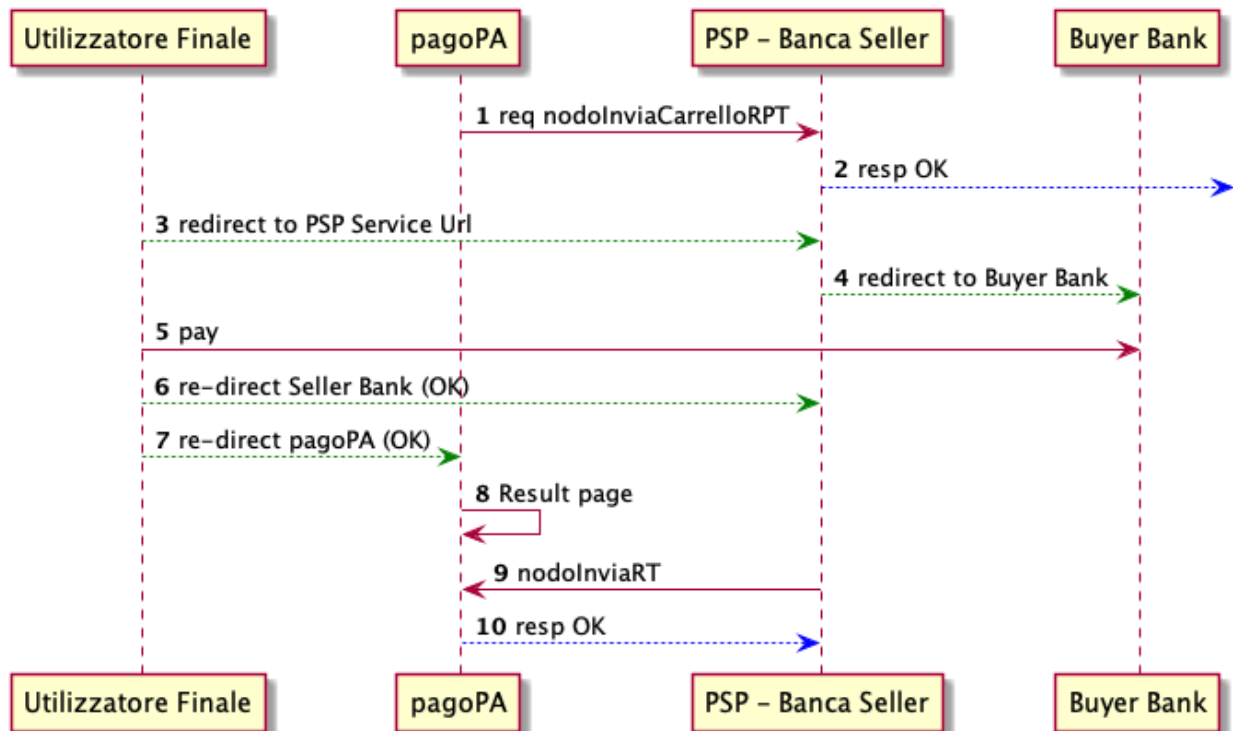 Utilizzatore Finale pagoPA PSP – Banca Seller Buyer Bank
1 req nodoInviaCarrelloRPT
2 resp OK
3 redirect to PSP Service Url
4 redirect to Buyer Bank
5 pay
6 re-direct Seller Bank (OK)
7 re-direct pagoPA (OK)
8 Result page
9 nodoInviaRT
10 resp OK
Utilizzatore Finale pagoPA PSP – Banca Seller Buyer Bank